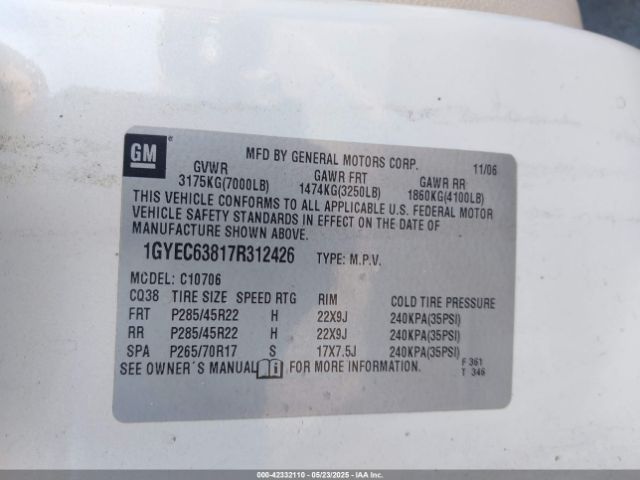 GM ®
MFD BY GENERAL MOTORS CORP. 11/06
GVWR GAWR FRT GAWR RR
3175KG(7000LB) 1474KG(3250LB) 1860KG(4100LB)
THIS VEHICLE CONFORMS TO ALL APPLICABLE U.S. FEDERAL MOTOR
VEHICLE SAFETY STANDARDS IN EFFECT ON THE DATE OF
MANUFACTURE SHOWN ABOVE.
1GYEC63817R312426 TYPE: M.P.V.
MODEL: C10706
CQ38 TIRE SIZE SPEED RTG RIM COLD TIRE PRESSURE
FRT P285/45R22 H 22X9J 240KPA(35PSI)
RR P285/45R22 H 22X9J 240KPA(35PSI)
SPA P265/70R17 S 17X7.5J 240KPA(35PSI)
SEE OWNER´S MANUAL i FOR MORE INFORMATION.
F 361
T 346
000-42332110 — 05/23/2025 — IAAI.com